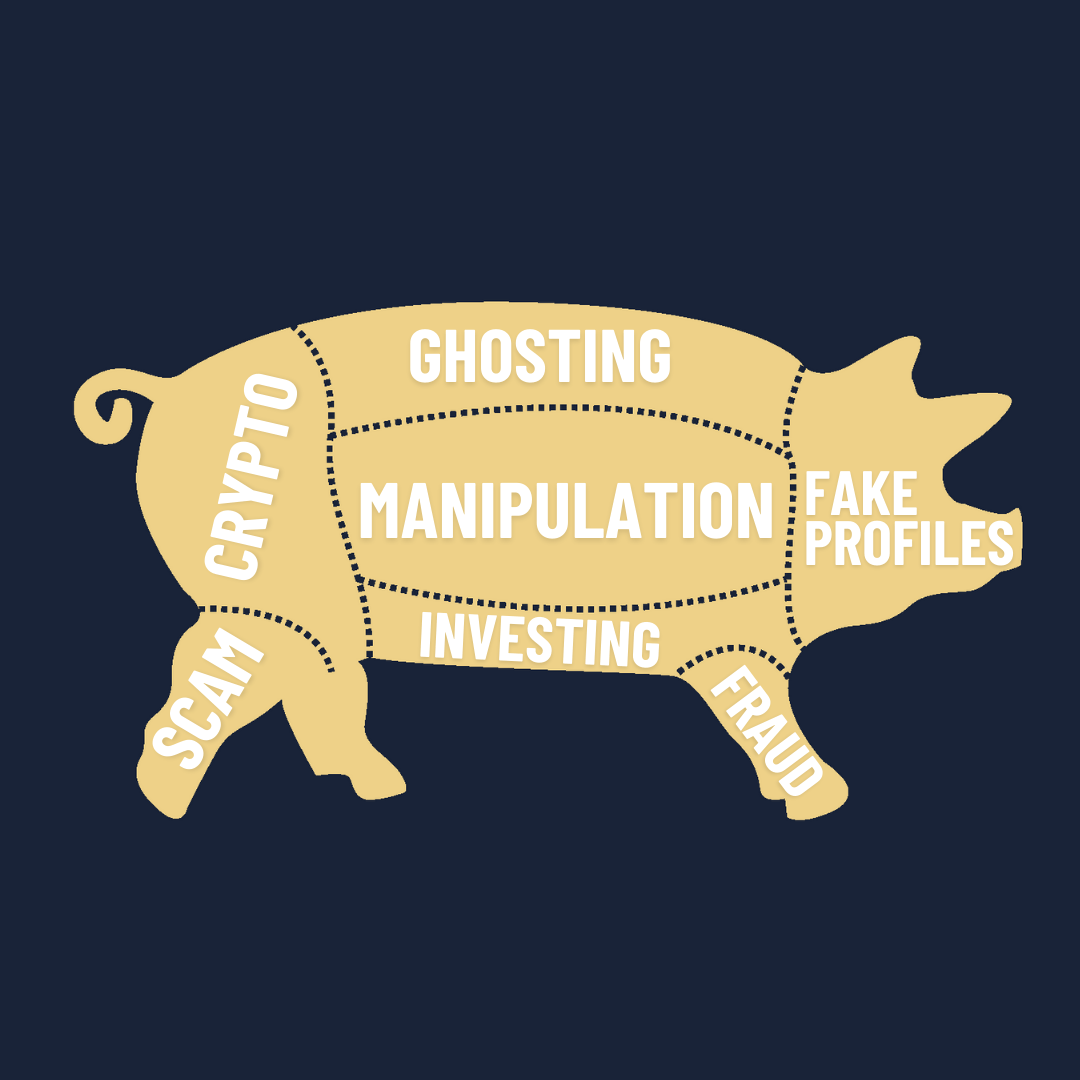 GHOSTING
CRYPTO
MANIPULATION
FAKE
PROFILES
INVESTING
SCAM
FRAUD